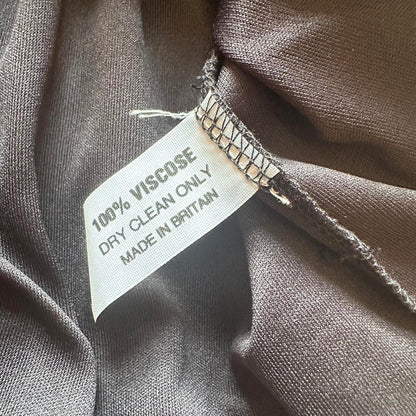 100% VISCOSE
DRY CLEAN ONLY
MADE IN BRITAIN